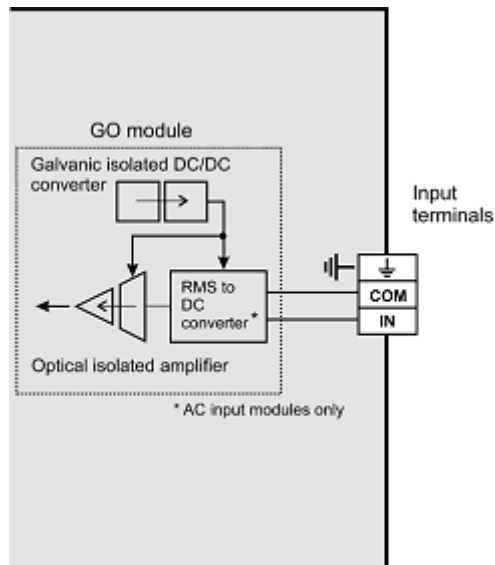 GO module
Galvanic isolated DC/DC
converter
Input
terminals
RMS to
DC
converter*
COM
IN
Optical isolated amplifier
* AC input modules only